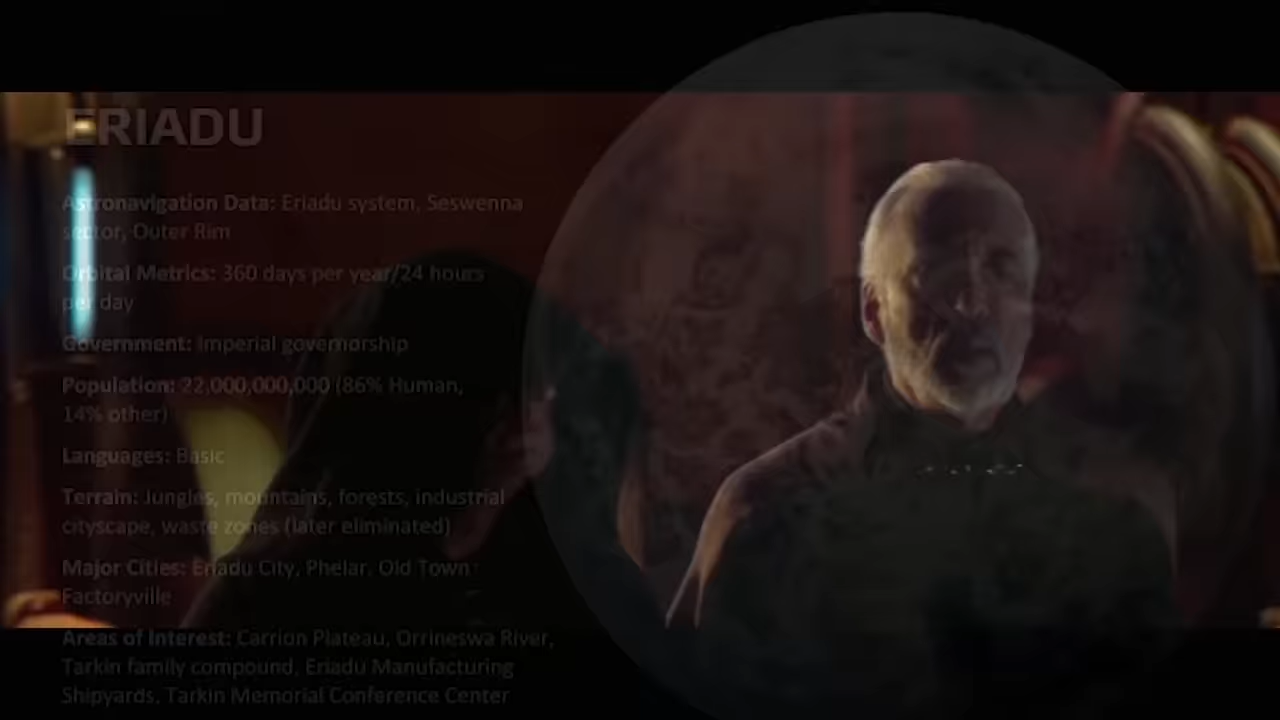 ERIADU
Astronavigation Data: Eriadu system, Seswenna
sector, Outer Rim
Orbital Metrics: 360 days per year/24 hours
per day
Government: Imperial governorship
Population: 22,000,000,000 (86% Human,
14% other)
Languages: Basic
Terrain: Jungles, mountains, forests, industrial
cityscape, waste zones (later eliminated)
Major Cities: Eriadu City, Phelar. Old Town
Factoryville
Areas of Interest: Carrion Plateau, Orrineswa River,
Tarkin family compound, Eriadu Manufacturing
Shipyards, Tarkin Memorial Conference Center